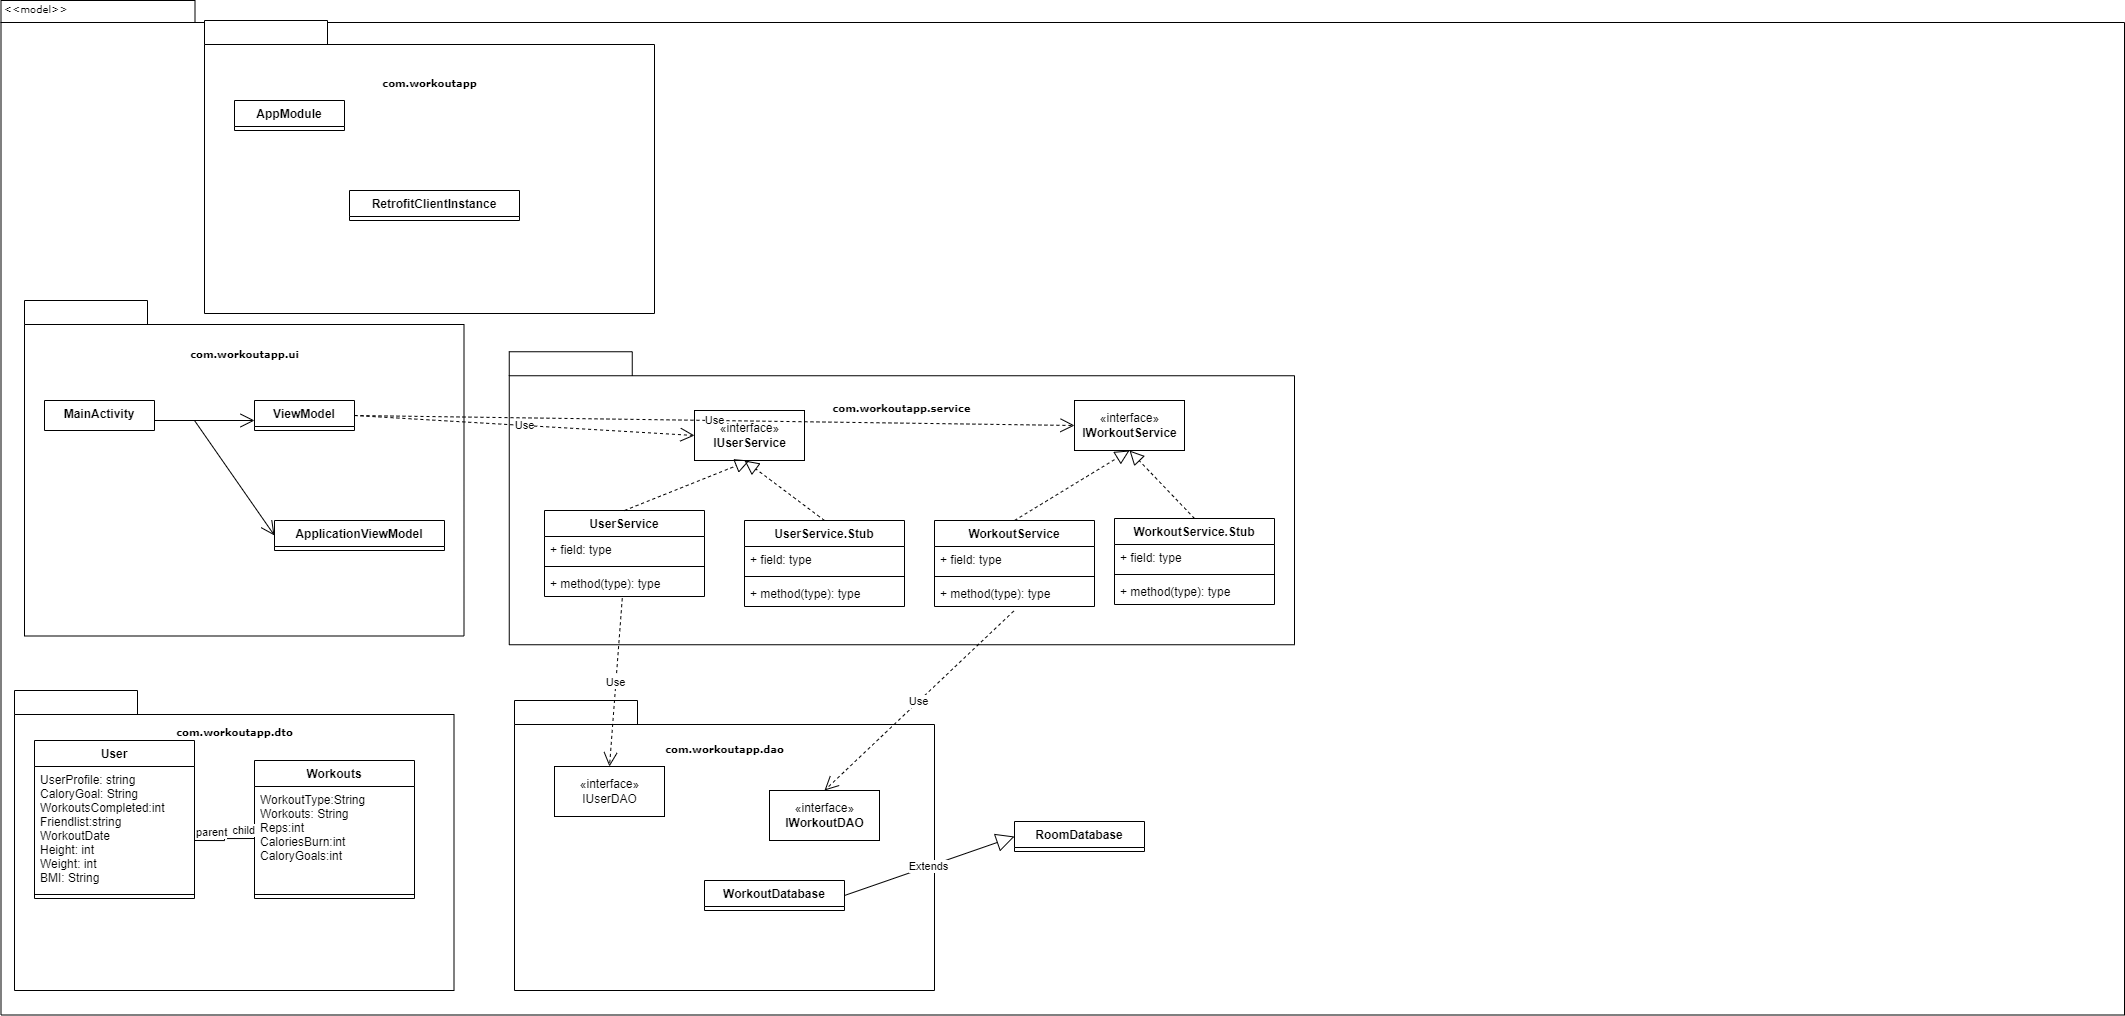 <<model>>
com.workoutapp
AppModule
RetrofitClientInstance
com.workoutapp.ui
MainActivity
ViewModel
ApplicationViewModel
com.workoutapp.service
Use
Use
«interface»
IUserService
«interface»
IWorkoutService
UserService
+ field: type
+ method(type): type
UserService.Stub
+ field: type
+ method(type): type
WorkoutService
+ field: type
+ method(type): type
WorkoutService.Stub
+ field: type
+ method(type): type
Use
Use
com.workoutapp.dto
User
UserProfile: string
CaloryGoal: String
WorkoutsCompleted:int
Friendlist:string
WorkoutDate
Height: int
Weight: int
BMI: String
parent
child
Workouts
WorkoutType:String
Workouts: String
Reps:int
CaloriesBurn:int
CaloryGoals:int
com.workoutapp.dao
«interface»
IUserDAO
«interface»
IWorkoutDAO
WorkoutDatabase
Extends
RoomDatabase